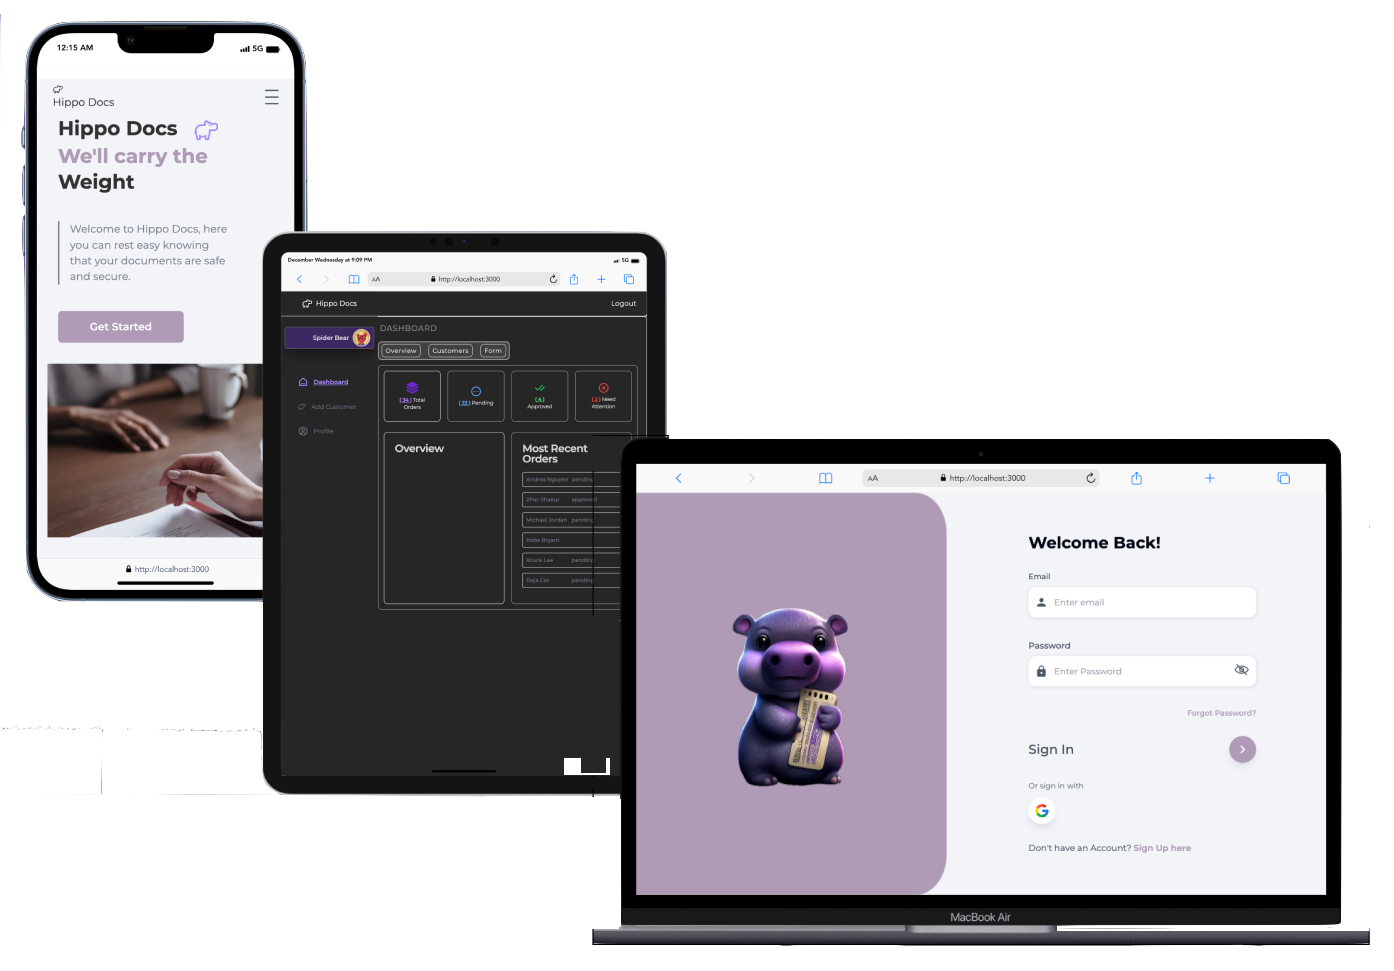 12:15 AM
5G
Hippo Docs
Hippo Docs
We'll carry the
Weight
Welcome to Hippo Docs, here
you can rest easy knowing
that your documents are safe
and secure.
Get Started
http://localhost:3000
December Wednesday at 9:09 PM
5G
AA
http://localhost:3000
Hippo Docs
Logout
Spider Bear
DASHBOARD
Overview
Customers
Form
Dashboard
Add Customer
Profile
[ 34 ] Total
Orders
[ 32 ] Pending
[ 4 ]
Approved
[ 2 ] Need
Attention
Overview
Most Recent
Orders
Andrea Nguyen pending
2Pac Shakur approved
Michael Jordan pending
Kobe Bryant
Bruce Lee pending
Doja Cat pending
AA
http://localhost:3000
Welcome Back!
Email
Enter email
Password
Enter Password
Forgot Password?
Sign In
Or sign in with
Don't have an Account? Sign Up here
MacBook Air